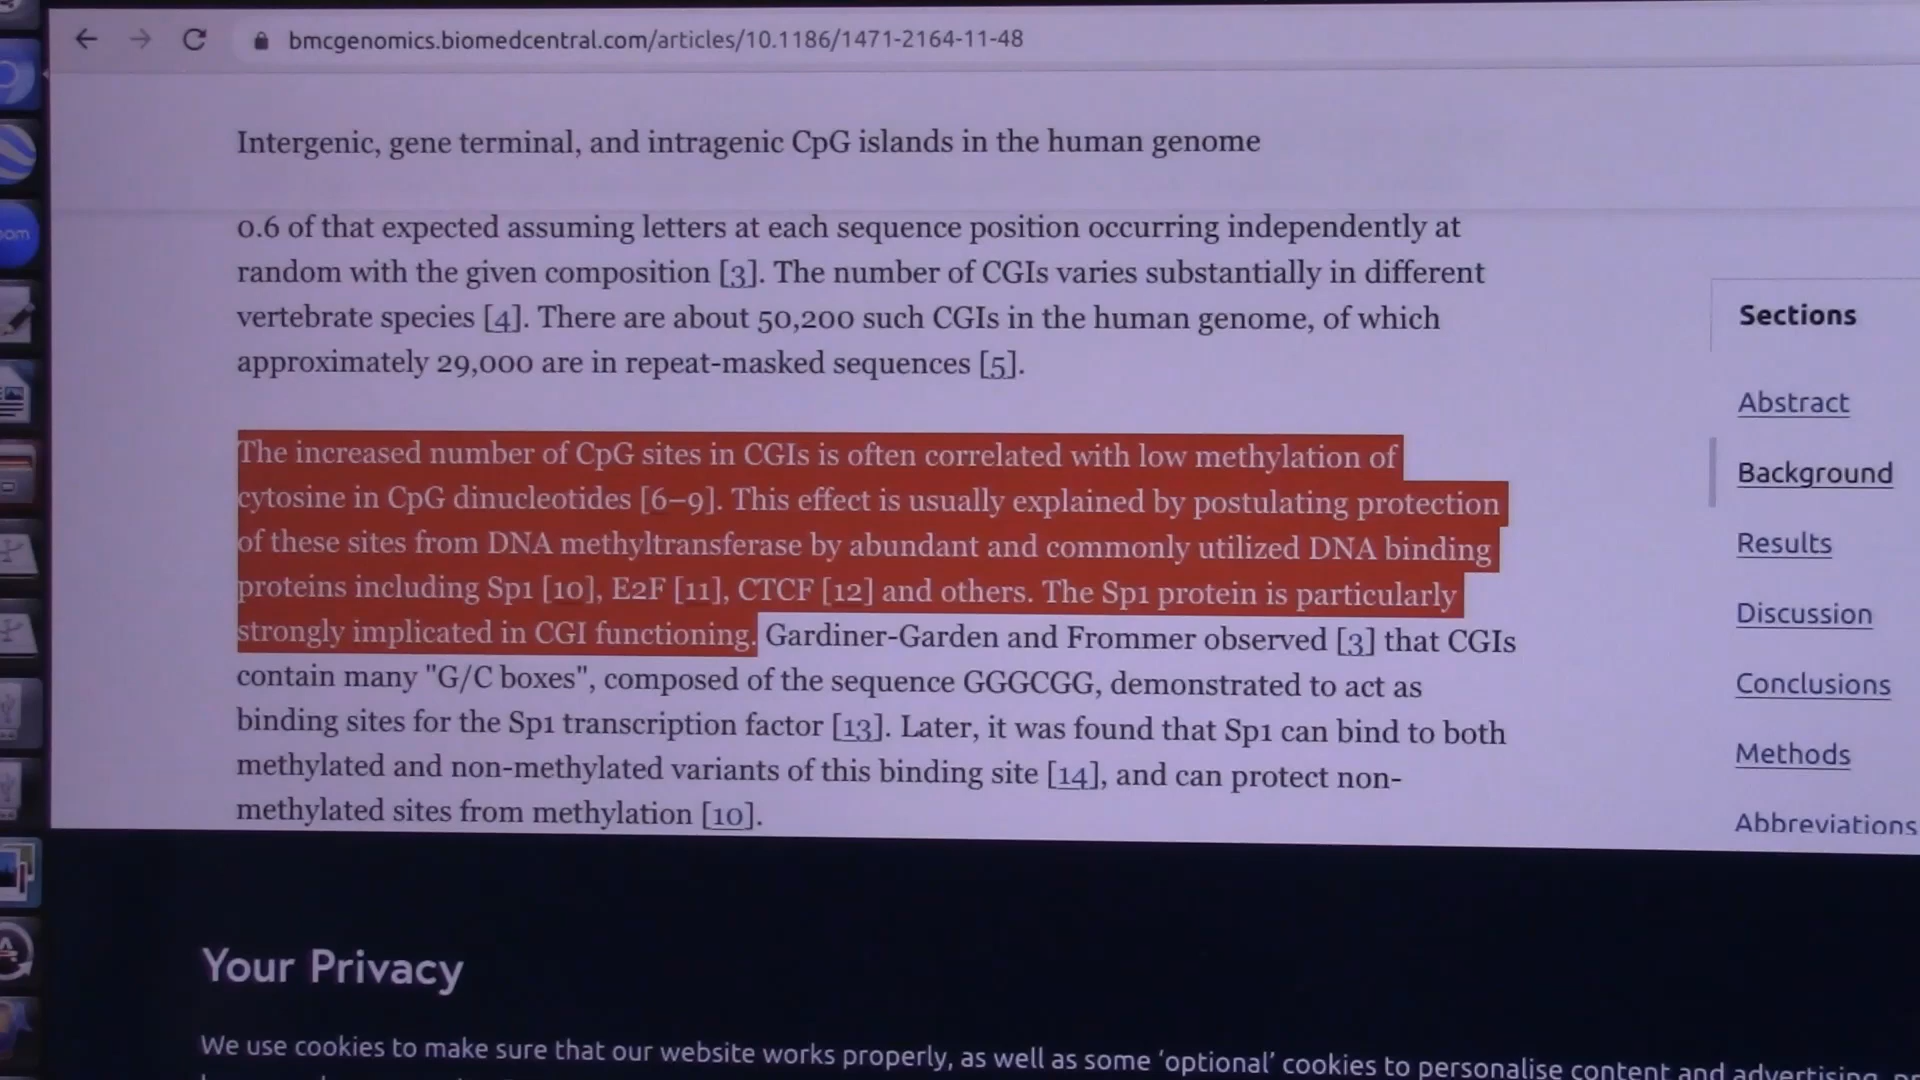 bmcgenomics.biomedcentral.com/articles/10.1186/1471-2164-11-48
Intergenic, gene terminal, and intragenic CpG islands in the human genome
0.6 of that expected assuming letters at each sequence position occurring independently at
random with the given composition [3]. The number of CGIs varies substantially in different
vertebrate species [4]. There are about 50,200 such CGIs in the human genome, of which
approximately 29,000 are in repeat-masked sequences [5].
The increased number of CpG sites in CGIs is often correlated with low methylation of
cytosine in CpG dinucleotides [6–9]. This effect is usually explained by postulating protection
of these sites from DNA methyltransferase by abundant and commonly utilized DNA binding
proteins including Sp1 [10], E2F [11], CTCF [12] and others. The Sp1 protein is particularly
strongly implicated in CGI functioning. Gardiner-Garden and Frommer observed [3] that CGIs
contain many "G/C boxes", composed of the sequence GGGCGG, demonstrated to act as
binding sites for the Sp1 transcription factor [13]. Later, it was found that Sp1 can bind to both
methylated and non-methylated variants of this binding site [14], and can protect non-
methylated sites from methylation [10].
Sections
Abstract
Background
Results
Discussion
Conclusions
Methods
Abbreviations
Your Privacy
We use cookies to make sure that our website works properly, as well as some ‘optional’ cookies to personalise content and advertising